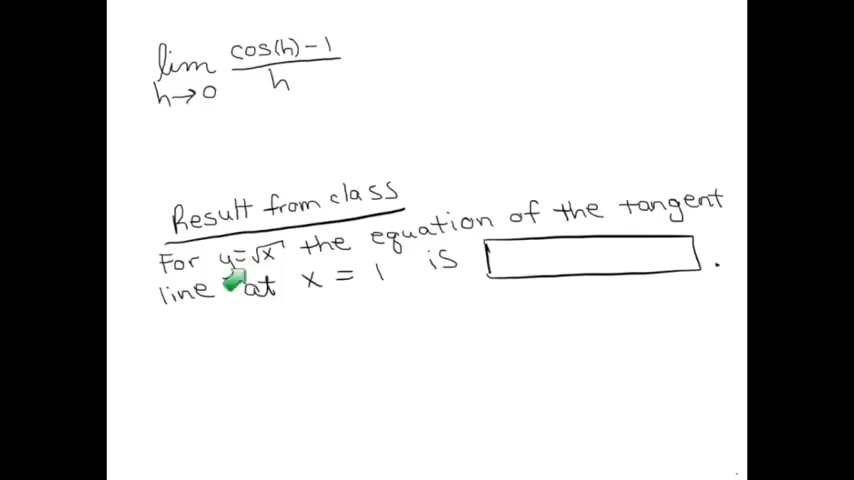 lim cos(h)-1
h→0 h
Result from class
For y=√x the equation of the tangent
line at x = 1 is .